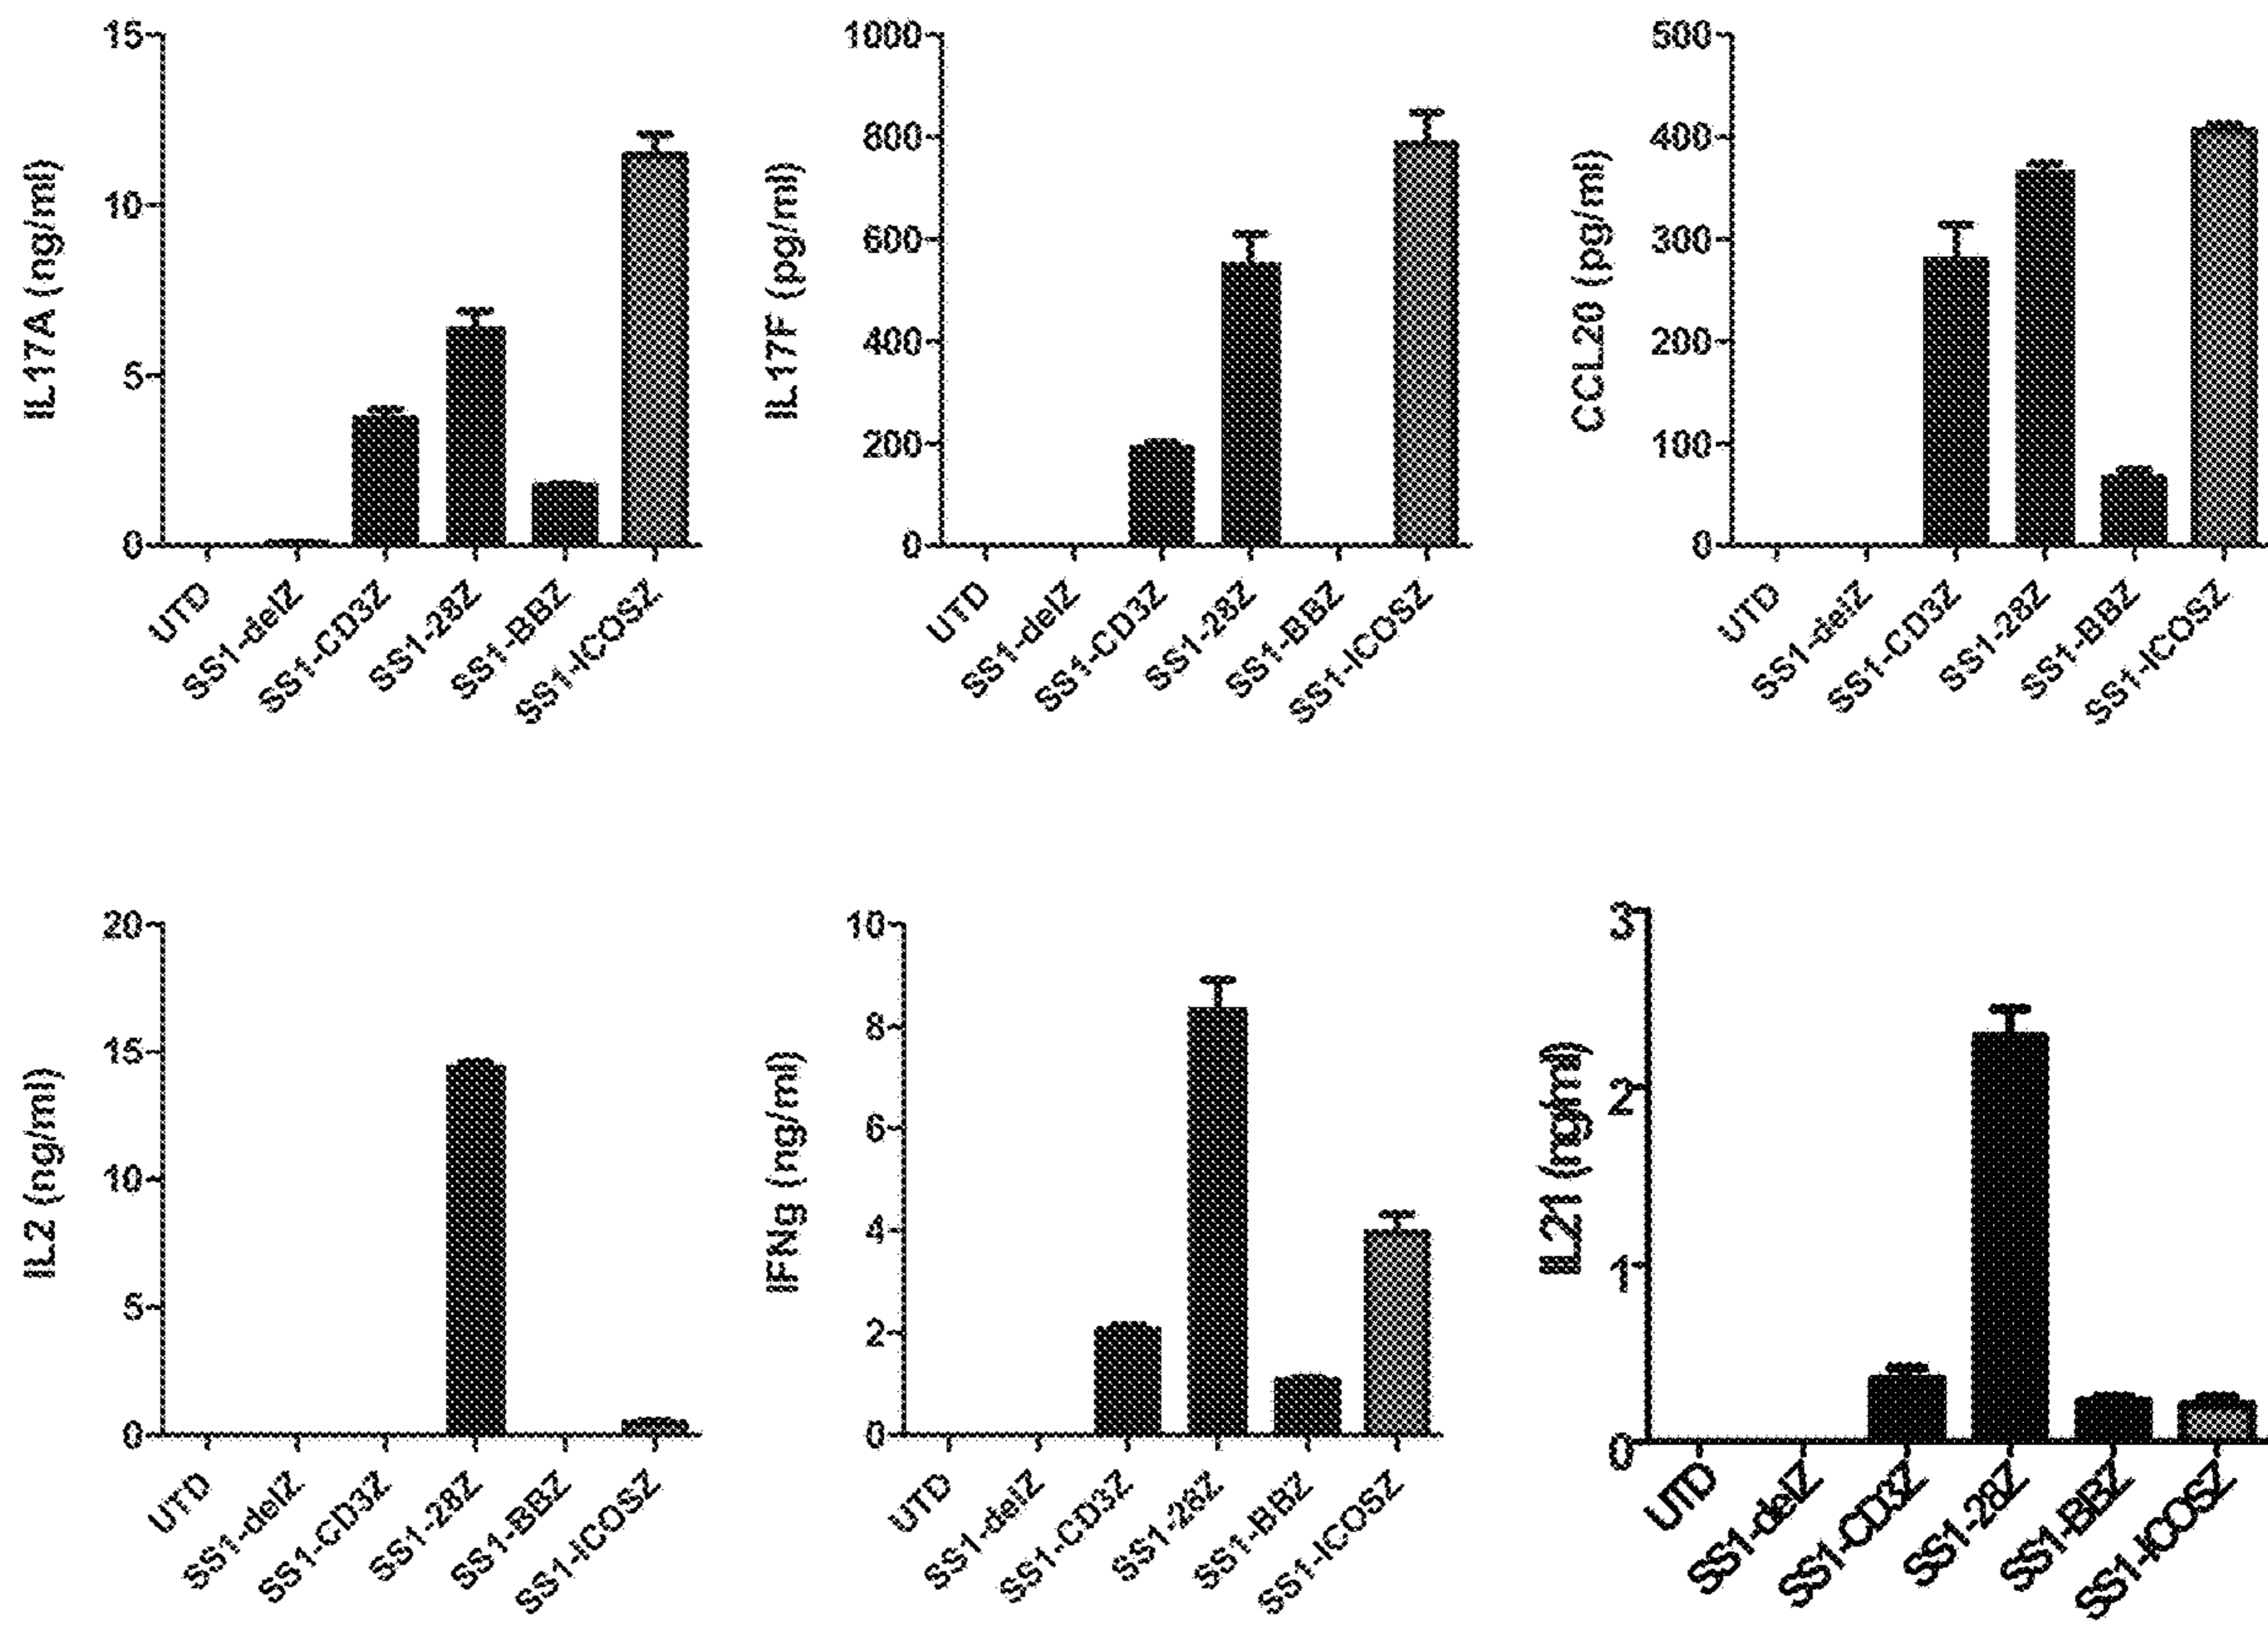 IL17A (ng/ml)
15
10
5
0
UTD
SS1-delZ
SS1-CD3Z
SS1-28Z
SS1-BBZ
SS1-ICOSZ
IL17F (pg/ml)
1000
800
600
400
200
0
UTD
SS1-delZ
SS1-CD3Z
SS1-28Z
SS1-BBZ
SS1-ICOSZ
CCL20 (pg/ml)
500
400
300
200
100
0
UTD
SS1-delZ
SS1-CD3Z
SS1-28Z
SS1-BBZ
SS1-ICOSZ
IL2 (ng/ml)
20
15
10
5
0
UTD
SS1-delZ
SS1-CD3Z
SS1-28Z
SS1-BBZ
SS1-ICOSZ
IFNg (ng/ml)
10
8
6
4
2
0
UTD
SS1-delZ
SS1-CD3Z
SS1-28Z
SS1-BBZ
SS1-ICOSZ
IL21 (ng/ml)
3
2
1
0
UTD
SS1-delZ
SS1-CD3Z
SS1-28Z
SS1-BBZ
SS1-ICOSZ